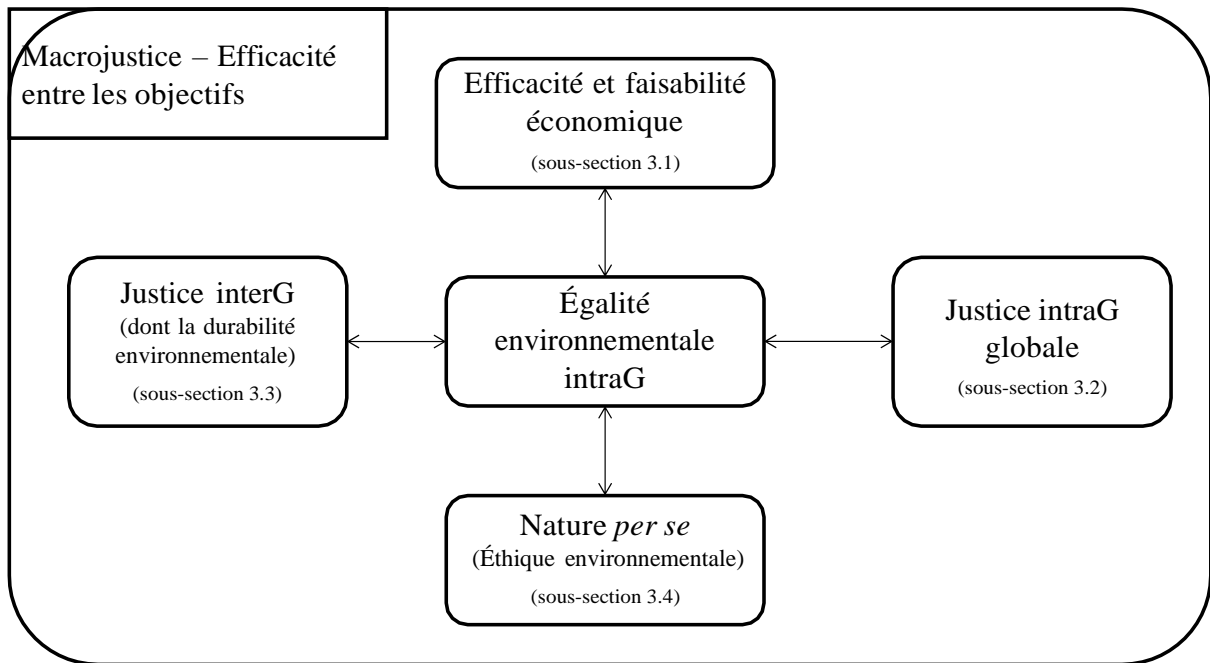 Macrojustice – Efficacité
entre les objectifs
Efficacité et faisabilité
économique
(sous-section 3.1)
Justice interG
(dont la durabilité
environnementale)
(sous-section 3.3)
Égalité
environnementale
intraG
Justice intraG
globale
(sous-section 3.2)
Nature per se
(Éthique environnementale)
(sous-section 3.4)